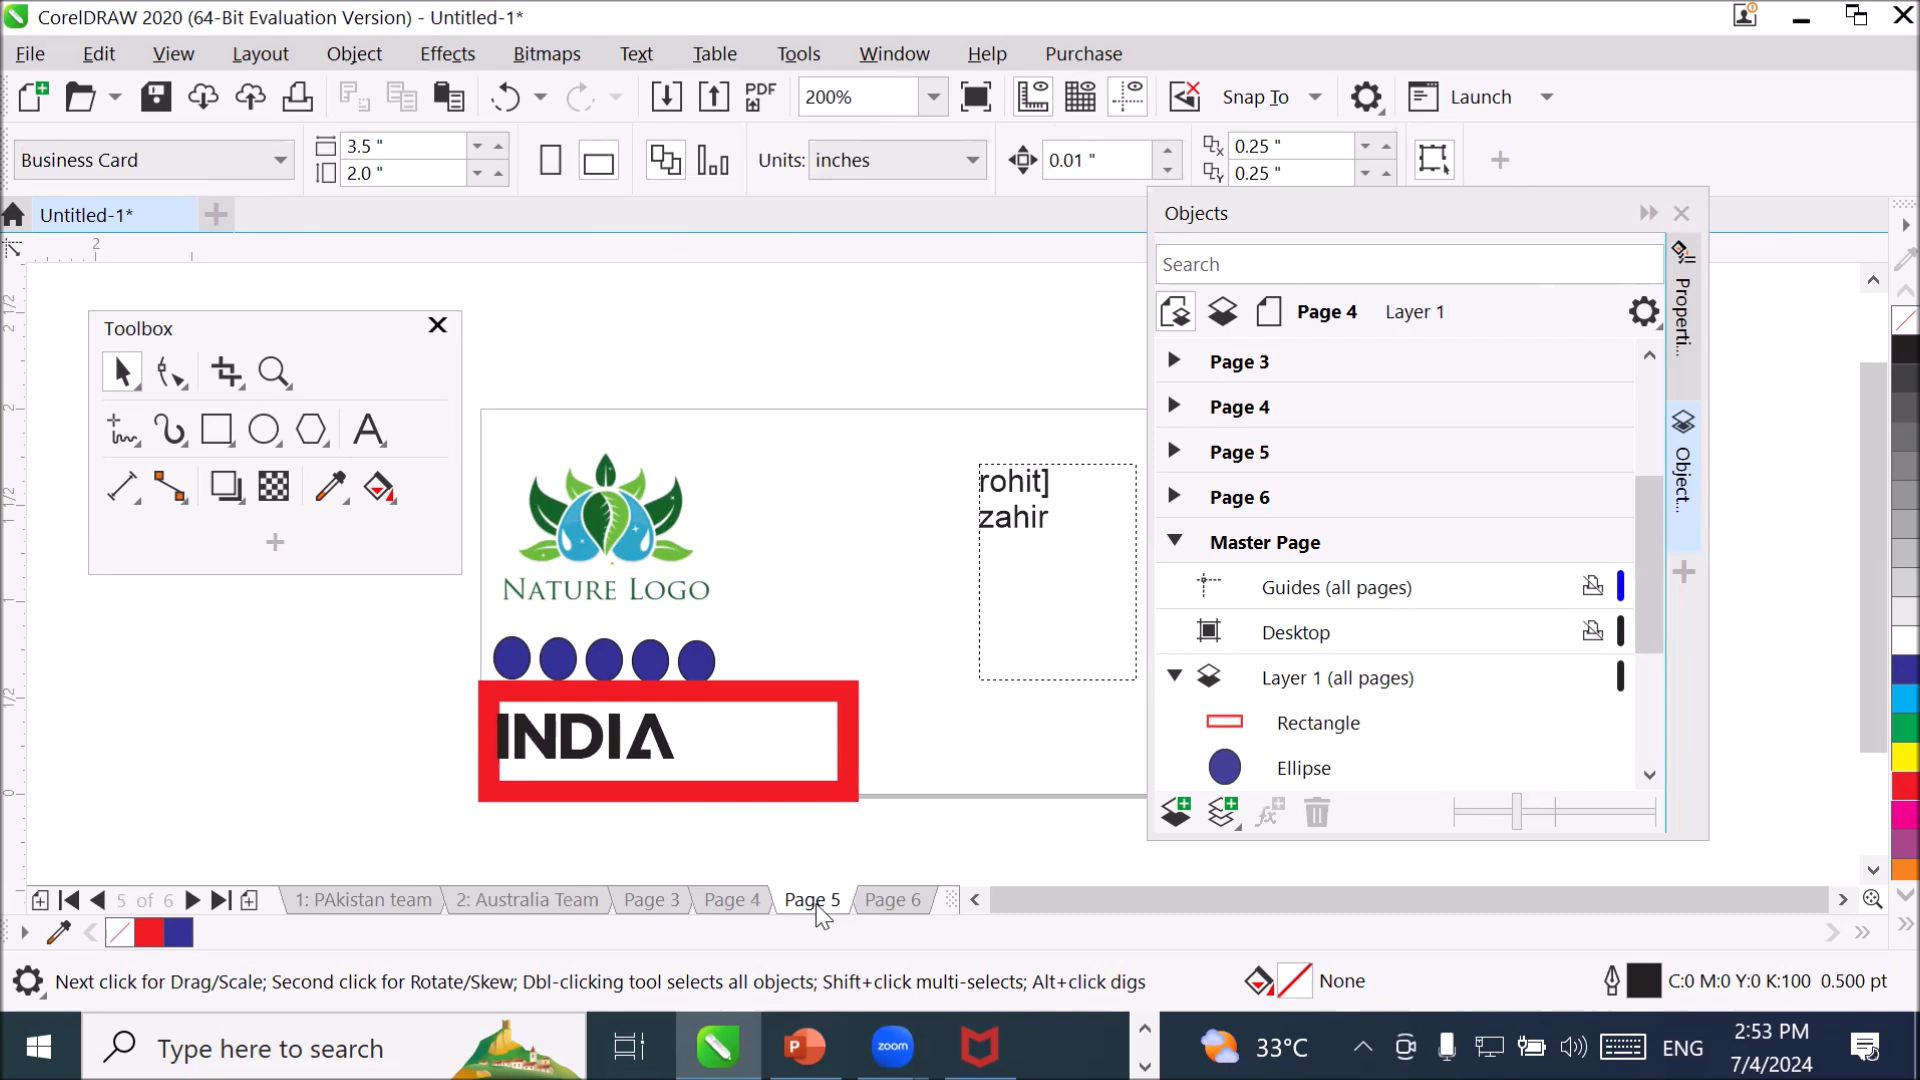 CorelDRAW 2020 (64-Bit Evaluation Version) - Untitled-1*
File Edit View Layout Object Effects Bitmaps Text Table Tools Window Help Purchase
PDF 200% Snap To Launch
Business Card 3.5 " 2.0 " Units: inches 0.01 " 0.25 " 0.25 "
Untitled-1*
Objects
Search
Page 4 Layer 1
Page 3
Page 4
Page 5
Page 6
Master Page
Guides (all pages)
Desktop
Layer 1 (all pages)
Rectangle
Ellipse
Properti...
Object...
Toolbox
rohit]
zahir
NATURE LOGO
INDIA
5 of 6 1: PAkistan team 2: Australia Team Page 3 Page 4 Page 5 Page 6
Next click for Drag/Scale; Second click for Rotate/Skew; Dbl-clicking tool selects all objects; Shift+click multi-selects; Alt+click digs None C:0 M:0 Y:0 K:100 0.500 pt
Type here to search zoom 33°C ENG 2:53 PM
7/4/2024